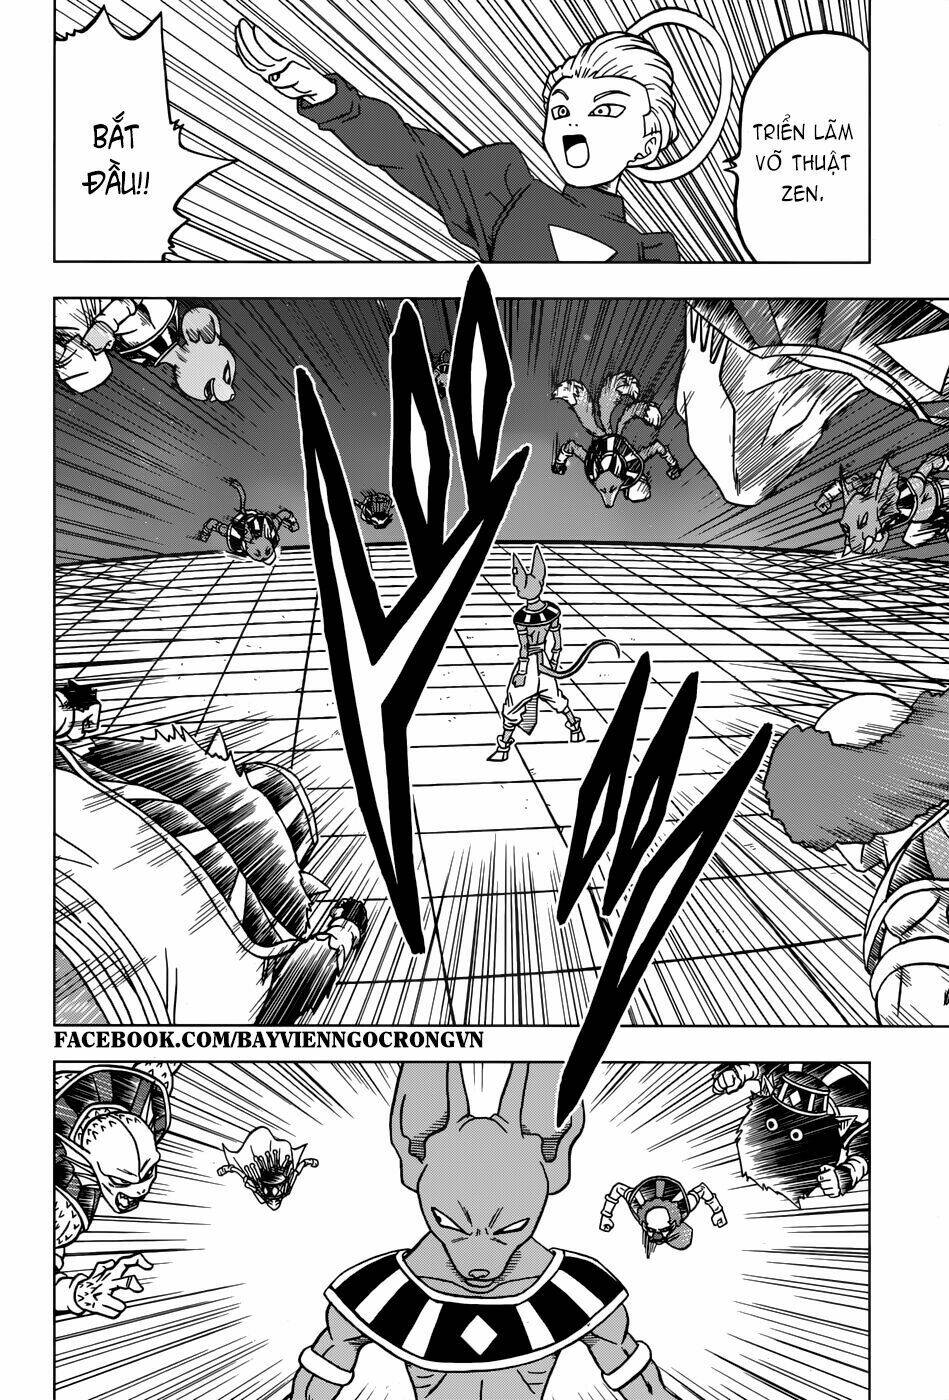 TRIỂN LÃM
VÕ THUẬT
ZEN.
BẮT
ĐẦU!!
FACEBOOK.COM/BAYVIENNGOCRONGVN